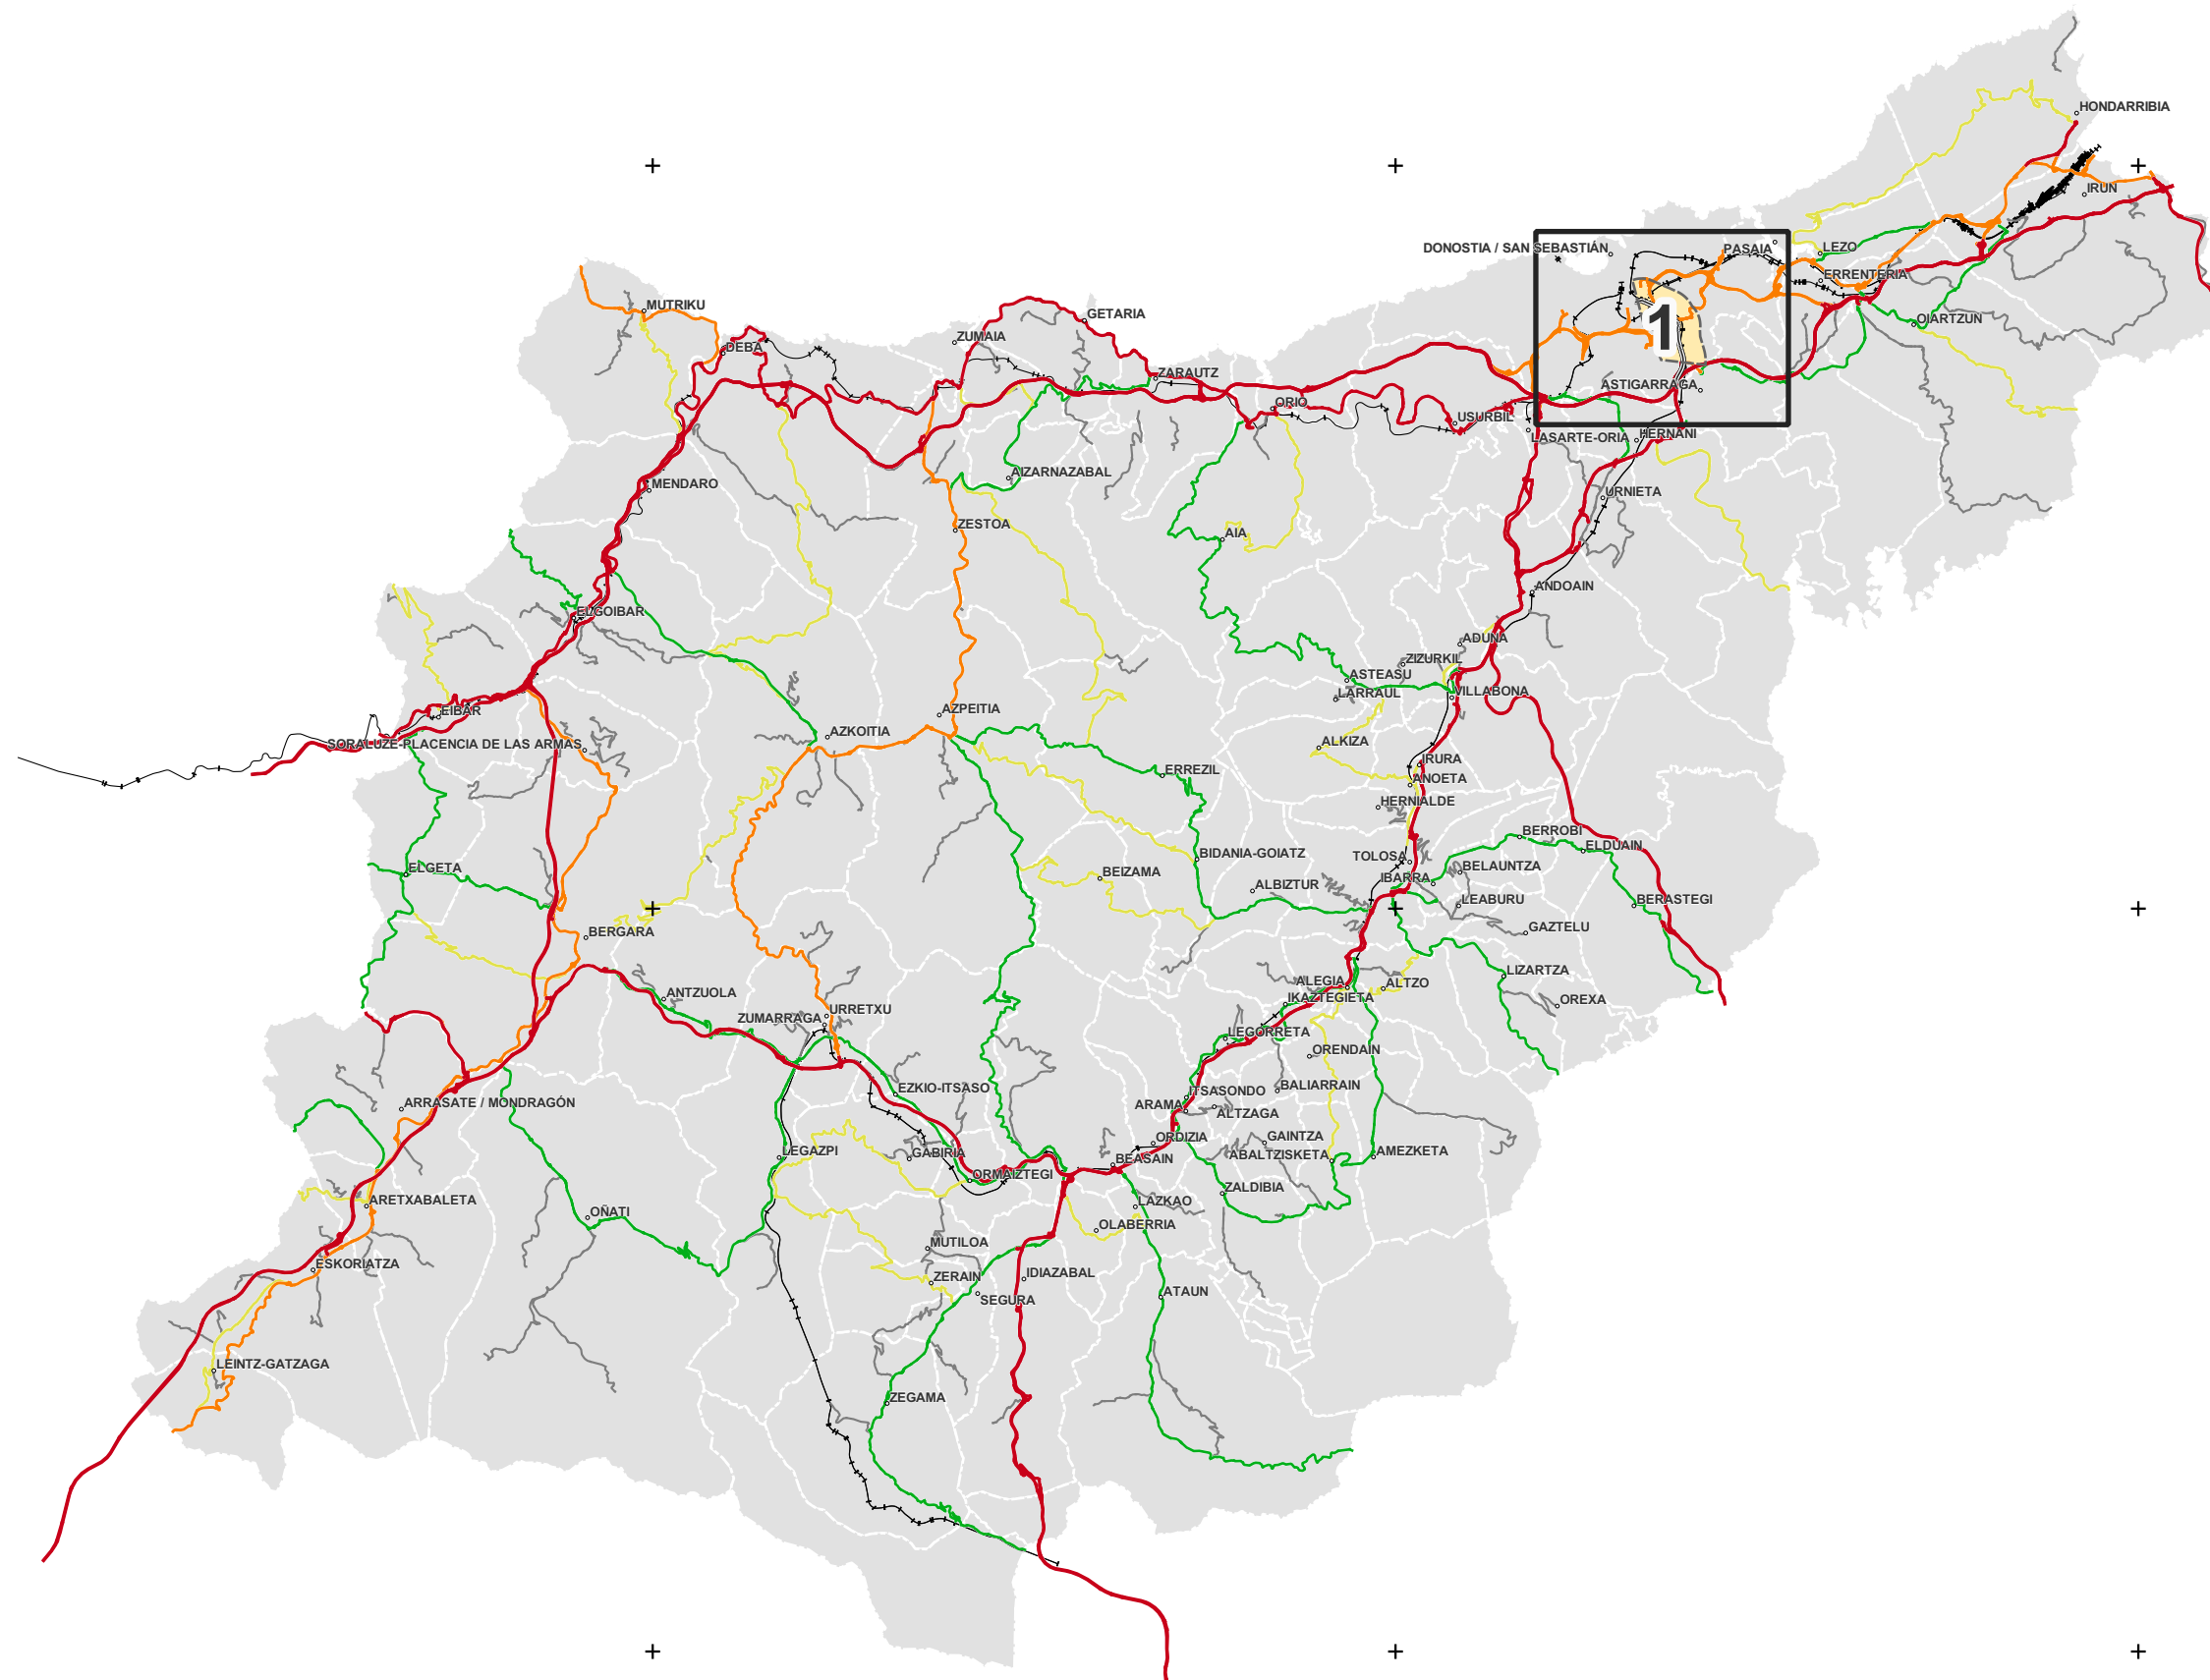 HONDARRIBIA
IRUN
DONOSTIA / SAN SEBASTIÁN
PASAIA
LEZO
ERRENTERIA
MUTRIKU
GETARIA
OIARTZUN
1
DEBA
ZUMAIA
ZARAUTZ
ASTIGARRAGA
ORIO
USURBIL
LASARTE-ORIA
HERNANI
AIZARNAZABAL
MENDARO
URNIETA
ZESTOA
AIA
ANDOAIN
ELGOIBAR
ADUNA
ZIZURKIL
ASTEASU
LARRAUL
VILLABONA
EIBAR
AZPEITIA
AZKOITIA
SORALUZE-PLACENCIA DE LAS ARMAS
ALKIZA
IRURA
ERREZIL
ANOETA
HERNIALDE
BERROBI
ELDUAIN
BIDANIA-GOIATZ
TOLOSA
BELAUNTZA
ELGETA
BEIZAMA
ALBIZTUR
IBARRA
LEABURU
BERASTEGI
BERGARA
GAZTELU
LIZARTZA
ALEGIA
ALTZO
ANTZUOLA
IKAZTEGIETA
OREXA
URRETXU
ZUMARRAGA
LEGORRETA
ORENDAIN
EZKIO-ITSASO
ITSASONDO
BALIARRAIN
ARRASATE / MONDRAGÓN
ARAMA
ALTZAGA
ORDIZIA
GAINTZA
LEGAZPI
GABIRIA
ABALTZISKETA
AMEZKETA
BEASAIN
ORMAIZTEGI
ZALDIBIA
ARETXABALETA
LAZKAO
OÑATI
OLABERRIA
MUTILOA
ESKORIATZA
IDIAZABAL
ZERAIN
ATAUN
SEGURA
LEINTZ-GATZAGA
ZEGAMA